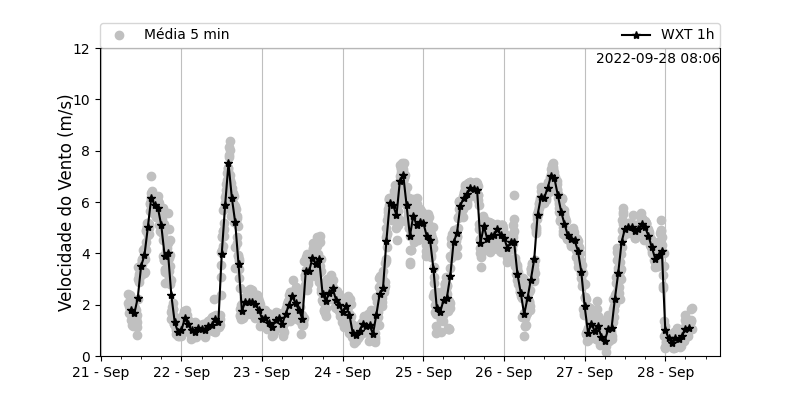 Média 5 min
WXT 1h
2022-09-28 08:06
Velocidade do Vento (m/s)
12
10
8
6
4
2
0
21 - Sep 22 - Sep 23 - Sep 24 - Sep 25 - Sep 26 - Sep 27 - Sep 28 - Sep